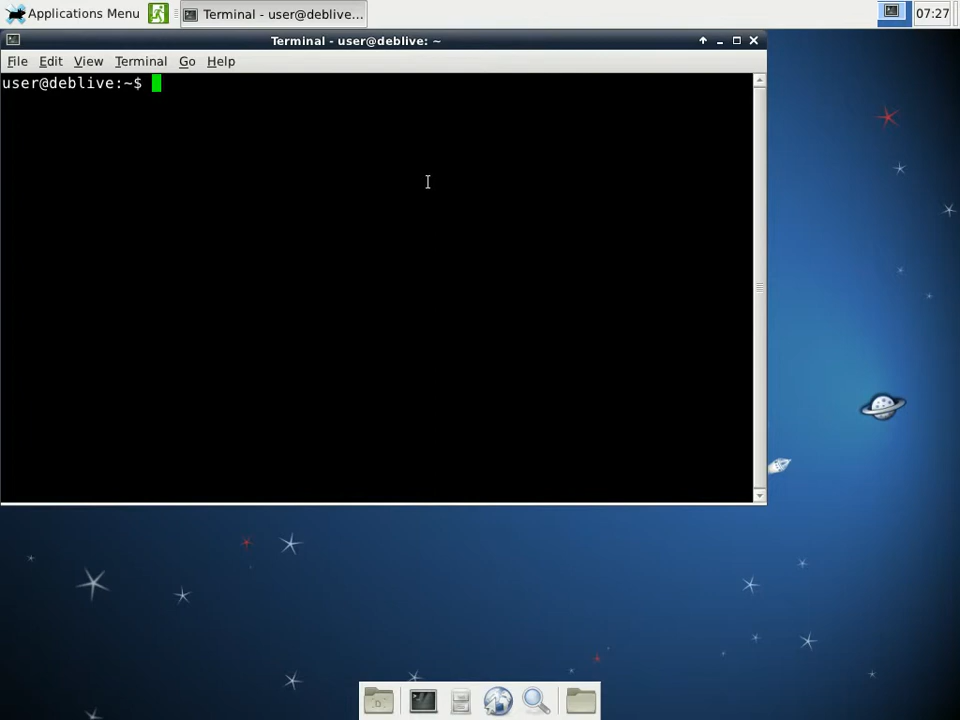 Applications Menu
Terminal - user@deblive...
07:27
Terminal - user@deblive: ~
File Edit View Terminal Go Help
user@deblive:~$